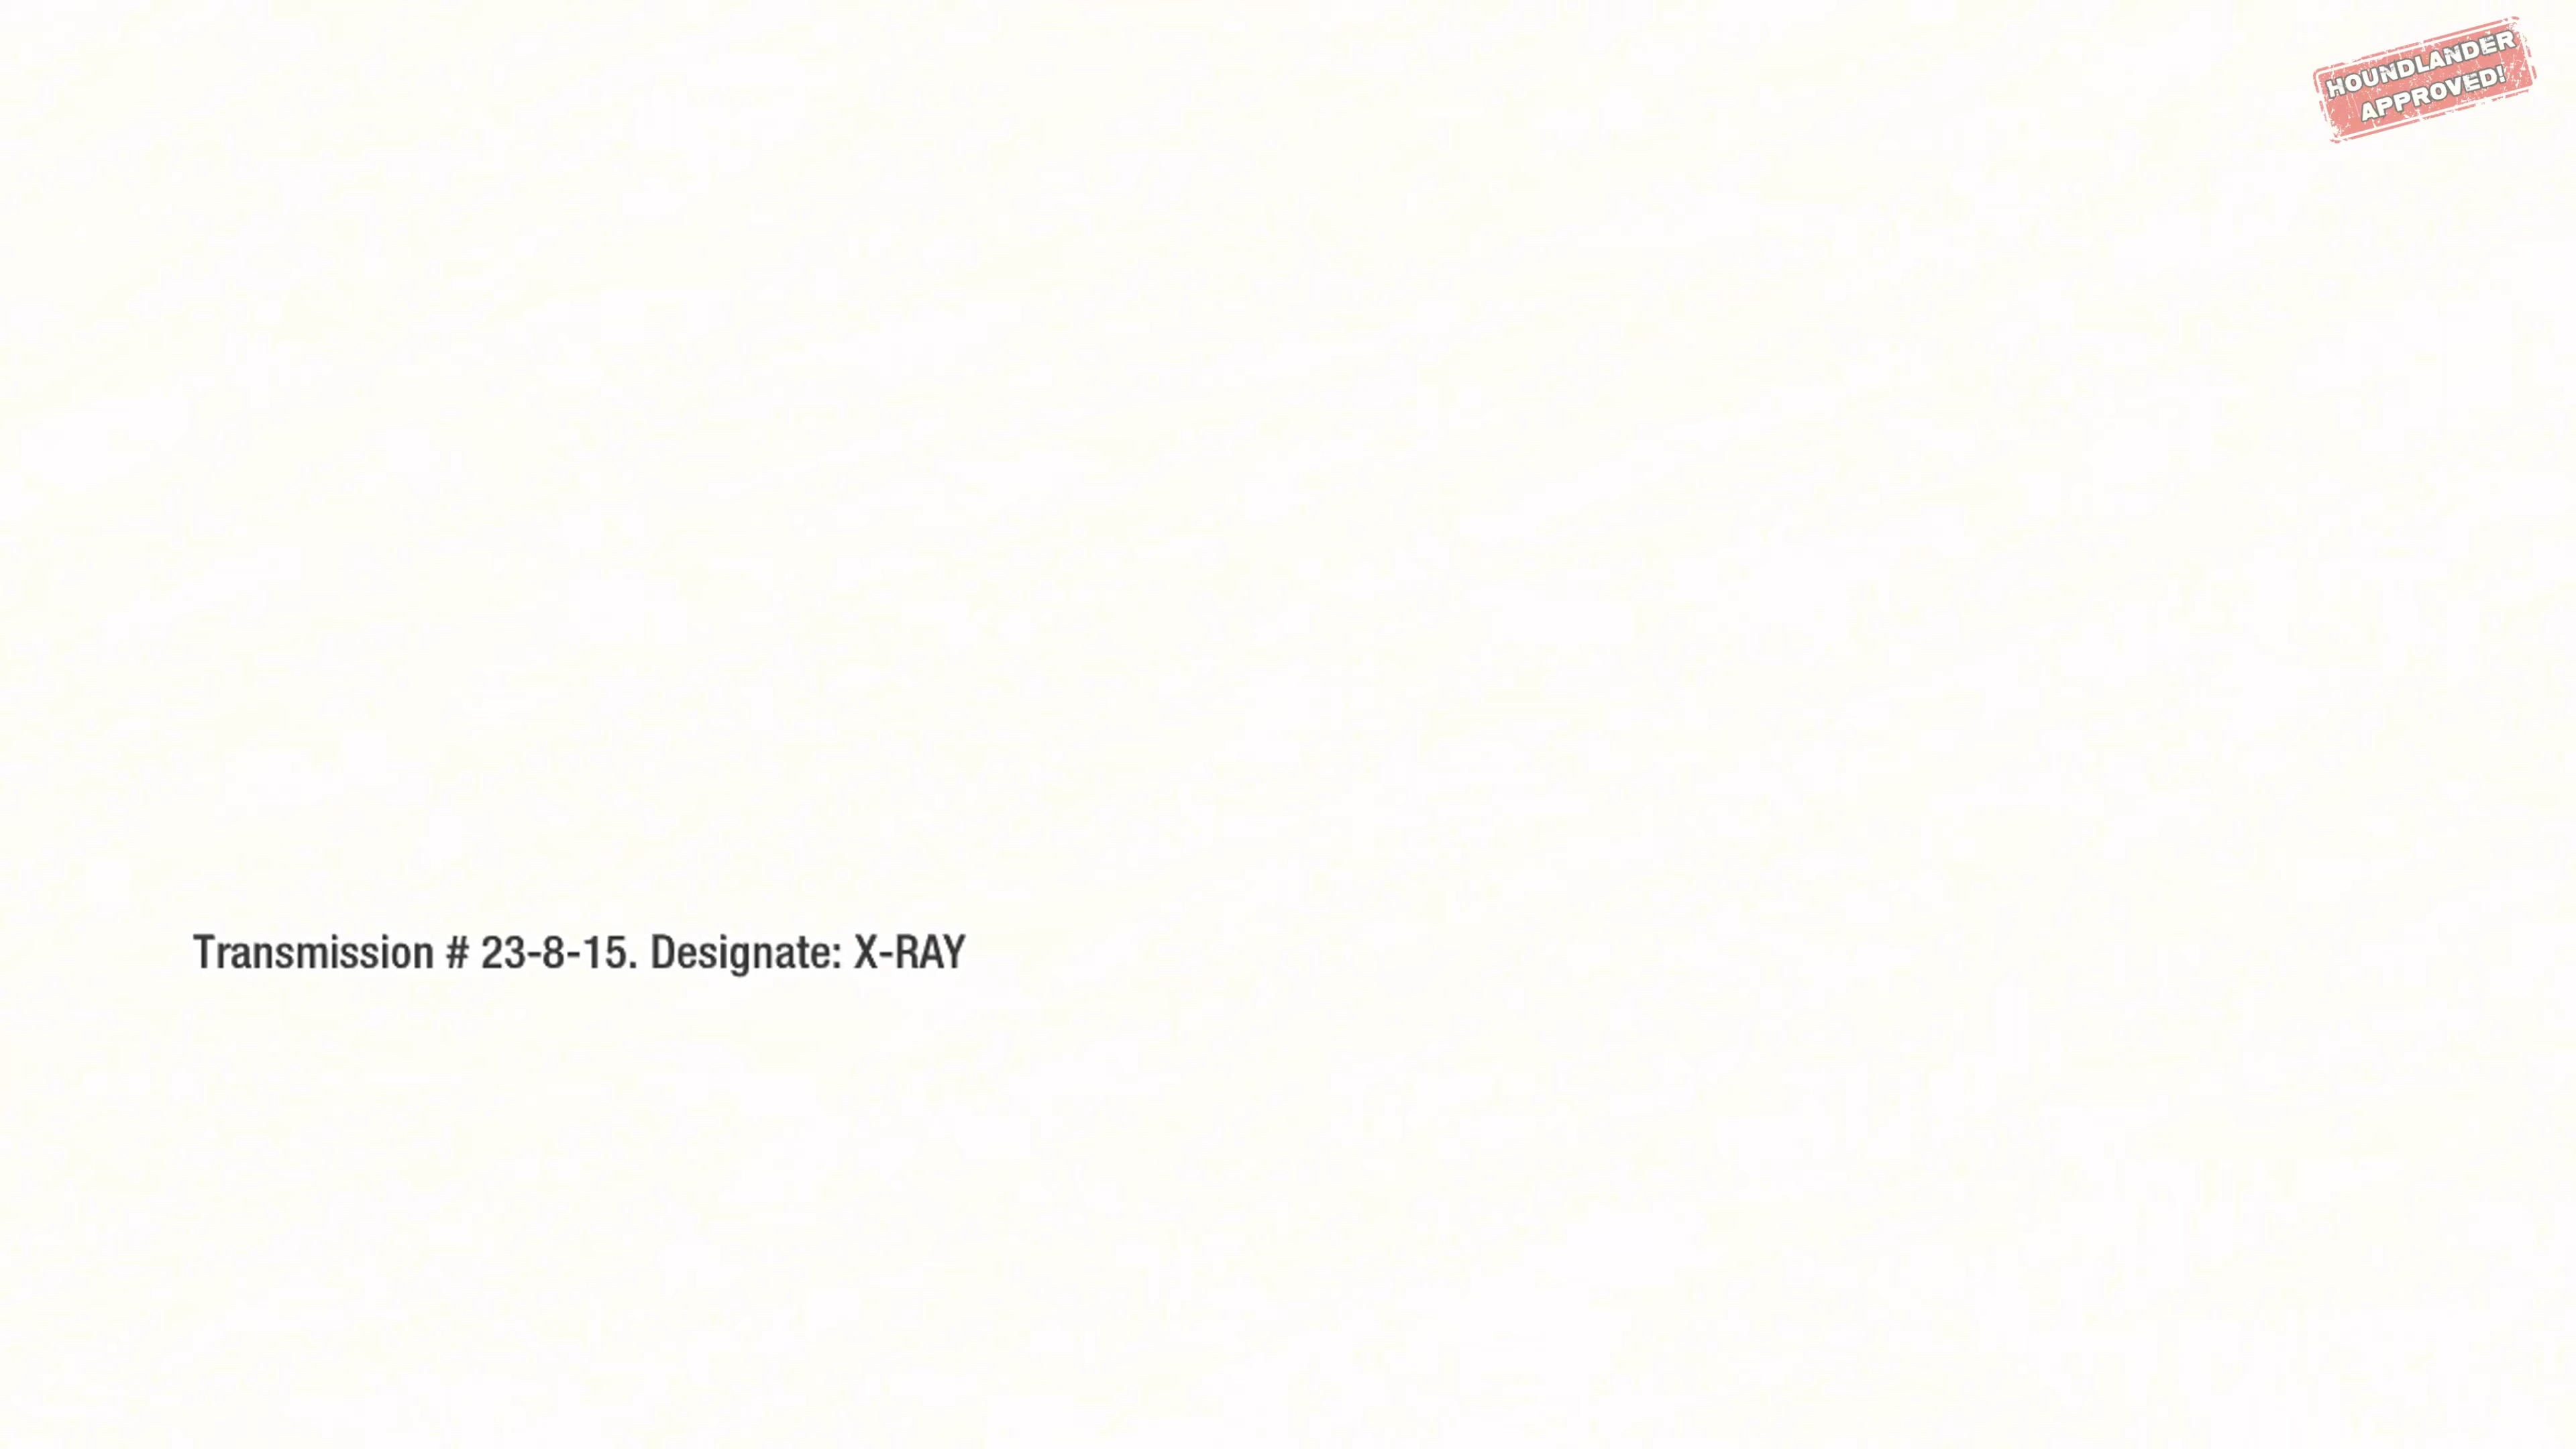 HOUNDLANDER
APPROVED!
Transmission # 23-8-15. Designate: X-RAY